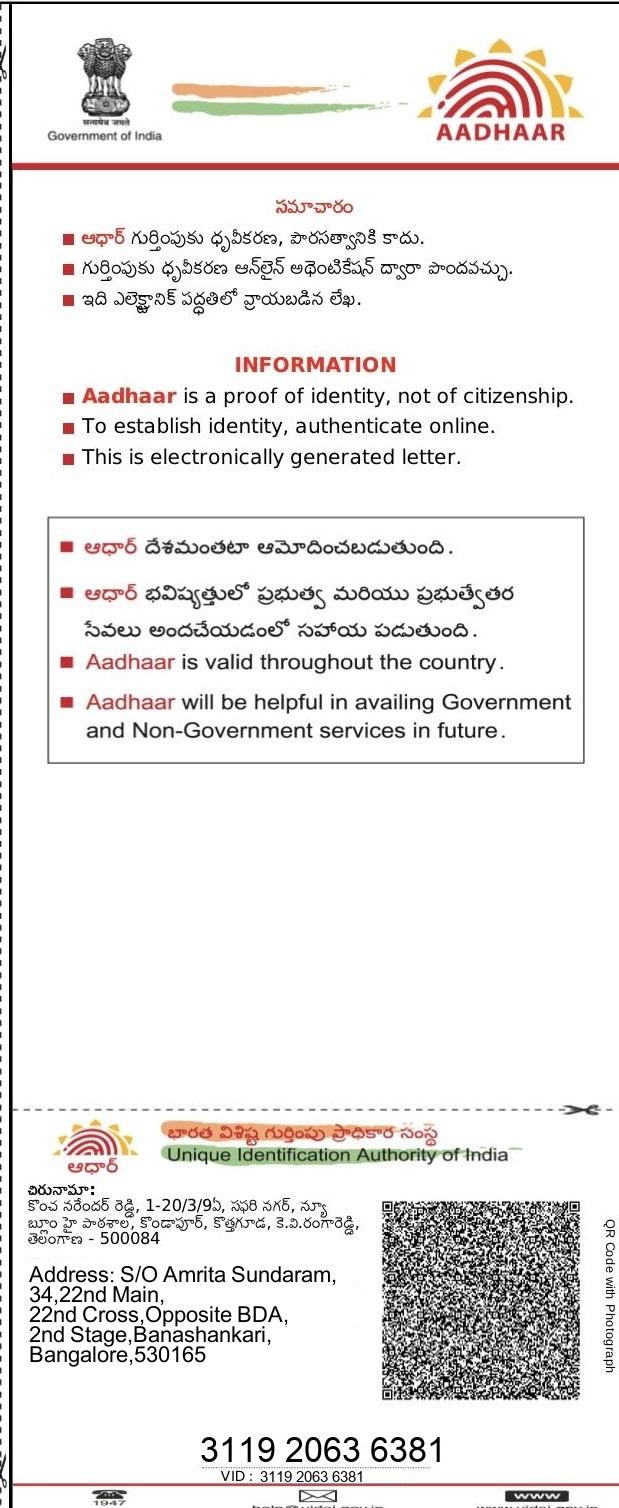 सत्यमेव जयते
Government of India
AADHAAR
సమాచారం
■ ఆధార్ గుర్తింపుకు ధృవీకరణ, పౌరసత్వానికి కాదు.
■ గుర్తింపుకు ధృవీకరణ ఆన్‌లైన్ అథెంటికేషన్ ద్వారా పొందవచ్చు.
■ ఇది ఎలెక్ట్రానిక్ పద్ధతిలో వ్రాయబడిన లేఖ.
INFORMATION
■ Aadhaar is a proof of identity, not of citizenship.
■ To establish identity, authenticate online.
■ This is electronically generated letter.
■ ఆధార్ దేశమంతటా ఆమోదించబడుతుంది.
■ ఆధార్ భవిష్యత్తులో ప్రభుత్వ మరియు ప్రభుత్వేతర
సేవలు అందచేయడంలో సహాయ పడుతుంది.
■ Aadhaar is valid throughout the country.
■ Aadhaar will be helpful in availing Government
and Non-Government services in future.
ఆధార్
భారత విశిష్ట గుర్తింపు ప్రాధికార సంస్థ
Unique Identification Authority of India
చిరునామా:
కొంచ నరేందర్ రెడ్డి, 1-20/3/9ఏ, సఫరి నగర్, న్యూ
బ్లూం హై పాఠశాల, కొండాపూర్, కొత్తగూడ, కె.వి.రంగారెడ్డి,
తెలంగాణ - 500084
Address: S/O Amrita Sundaram,
34,22nd Main,
22nd Cross,Opposite BDA,
2nd Stage,Banashankari,
Bangalore,530165
QR Code with Photograph
3119 2063 6381
VID : 3119 2063 6381
1947
www